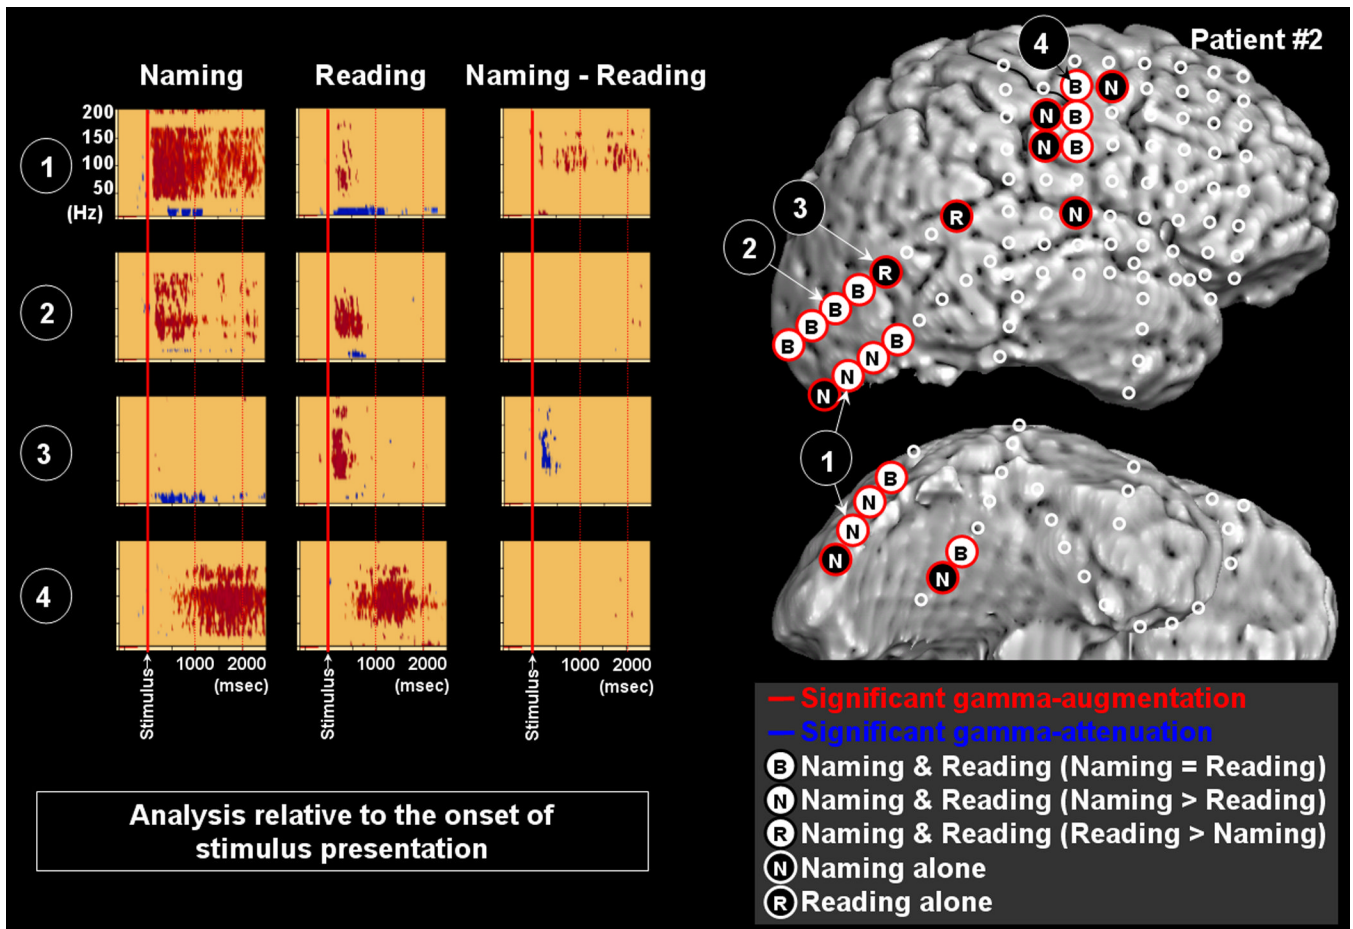 Patient #2
Naming Reading Naming - Reading
1
200
150
100
50
(Hz)
2
3
4
1000 2000
(msec)
Stimulus→
1000 2000
(msec)
Stimulus→
1000 2000
(msec)
Stimulus→
Analysis relative to the onset of
stimulus presentation
4
B N
N B
N B
3
R N
2
R
B
B
B
B
B
N
N
N
1
B
N
N
N
B
N
Significant gamma-augmentation
Significant gamma-attenuation
B Naming & Reading (Naming = Reading)
N Naming & Reading (Naming > Reading)
R Naming & Reading (Reading > Naming)
N Naming alone
R Reading alone